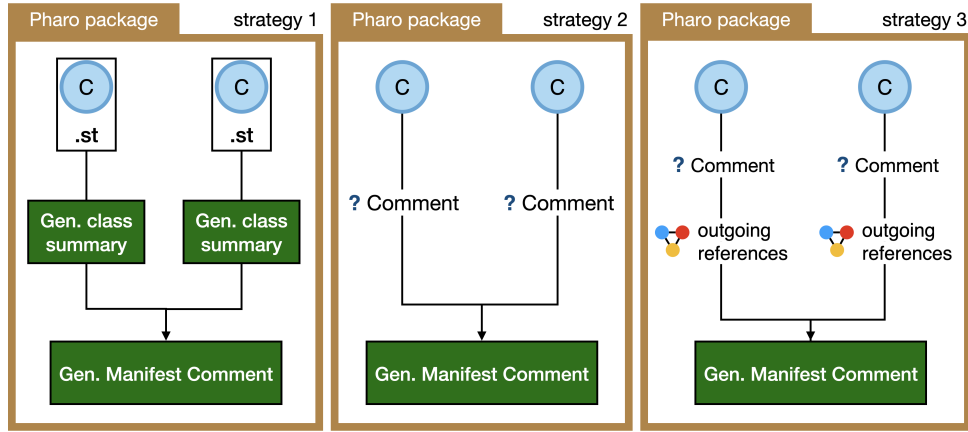 Pharo package
strategy 1
C
C
.st
.st
Gen. class
summary
Gen. class
summary
Gen. Manifest Comment
Pharo package
strategy 2
C
C
? Comment
? Comment
Gen. Manifest Comment
Pharo package
strategy 3
C
C
? Comment
? Comment
outgoing
references
outgoing
references
Gen. Manifest Comment